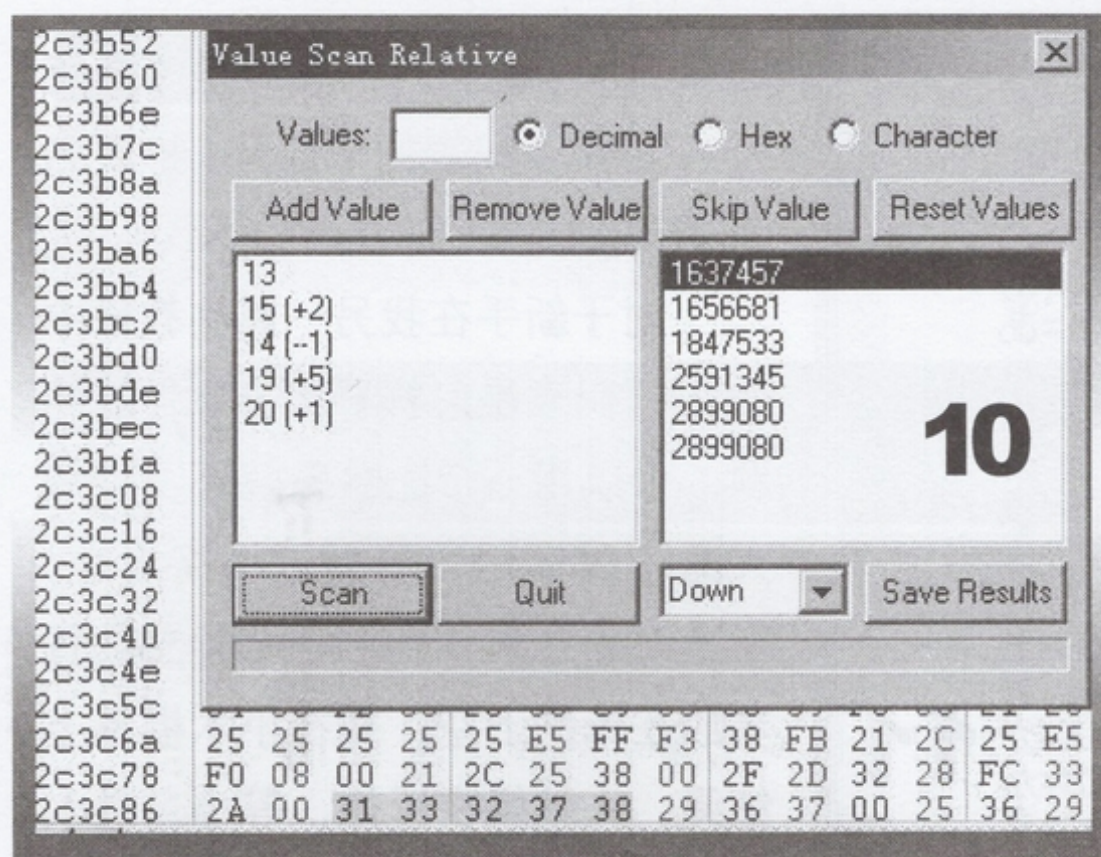 Value Scan Relative
Values: Decimal Hex Character
Add Value Remove Value Skip Value Reset Values
13
15 (+2)
14 (--1)
19 (+5)
20 (+1)
1637457
1656681
1847533
2591345
2899080
2899080
10
Scan Quit Down Save Results
2c3b52
2c3b60
2c3b6e
2c3b7c
2c3b8a
2c3b98
2c3ba6
2c3bb4
2c3bc2
2c3bd0
2c3bde
2c3bec
2c3bfa
2c3c08
2c3c16
2c3c24
2c3c32
2c3c40
2c3c4e
2c3c5c
2c3c6a 25 25 25 25 25 E5 FF F3 38 FB 21 2C 25 E5
2c3c78 F0 08 00 21 2C 25 38 00 2F 2D 32 28 FC 33
2c3c86 2A 00 31 33 32 37 38 29 36 37 00 25 36 29